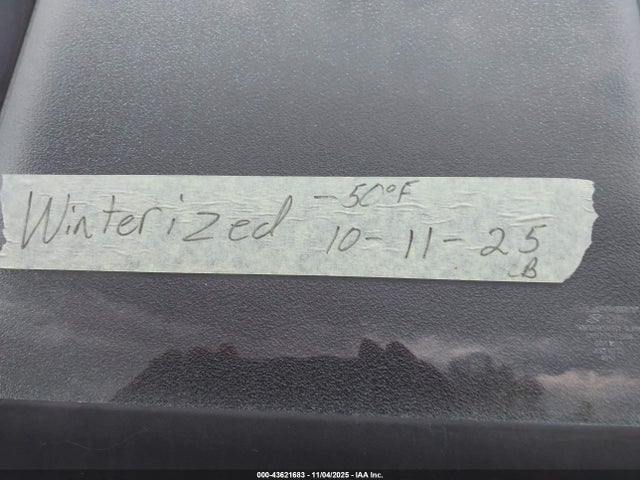 Winterized -50°F
10-11-25
CB
000-43621683 - 11/04/2025 - IAA Inc.